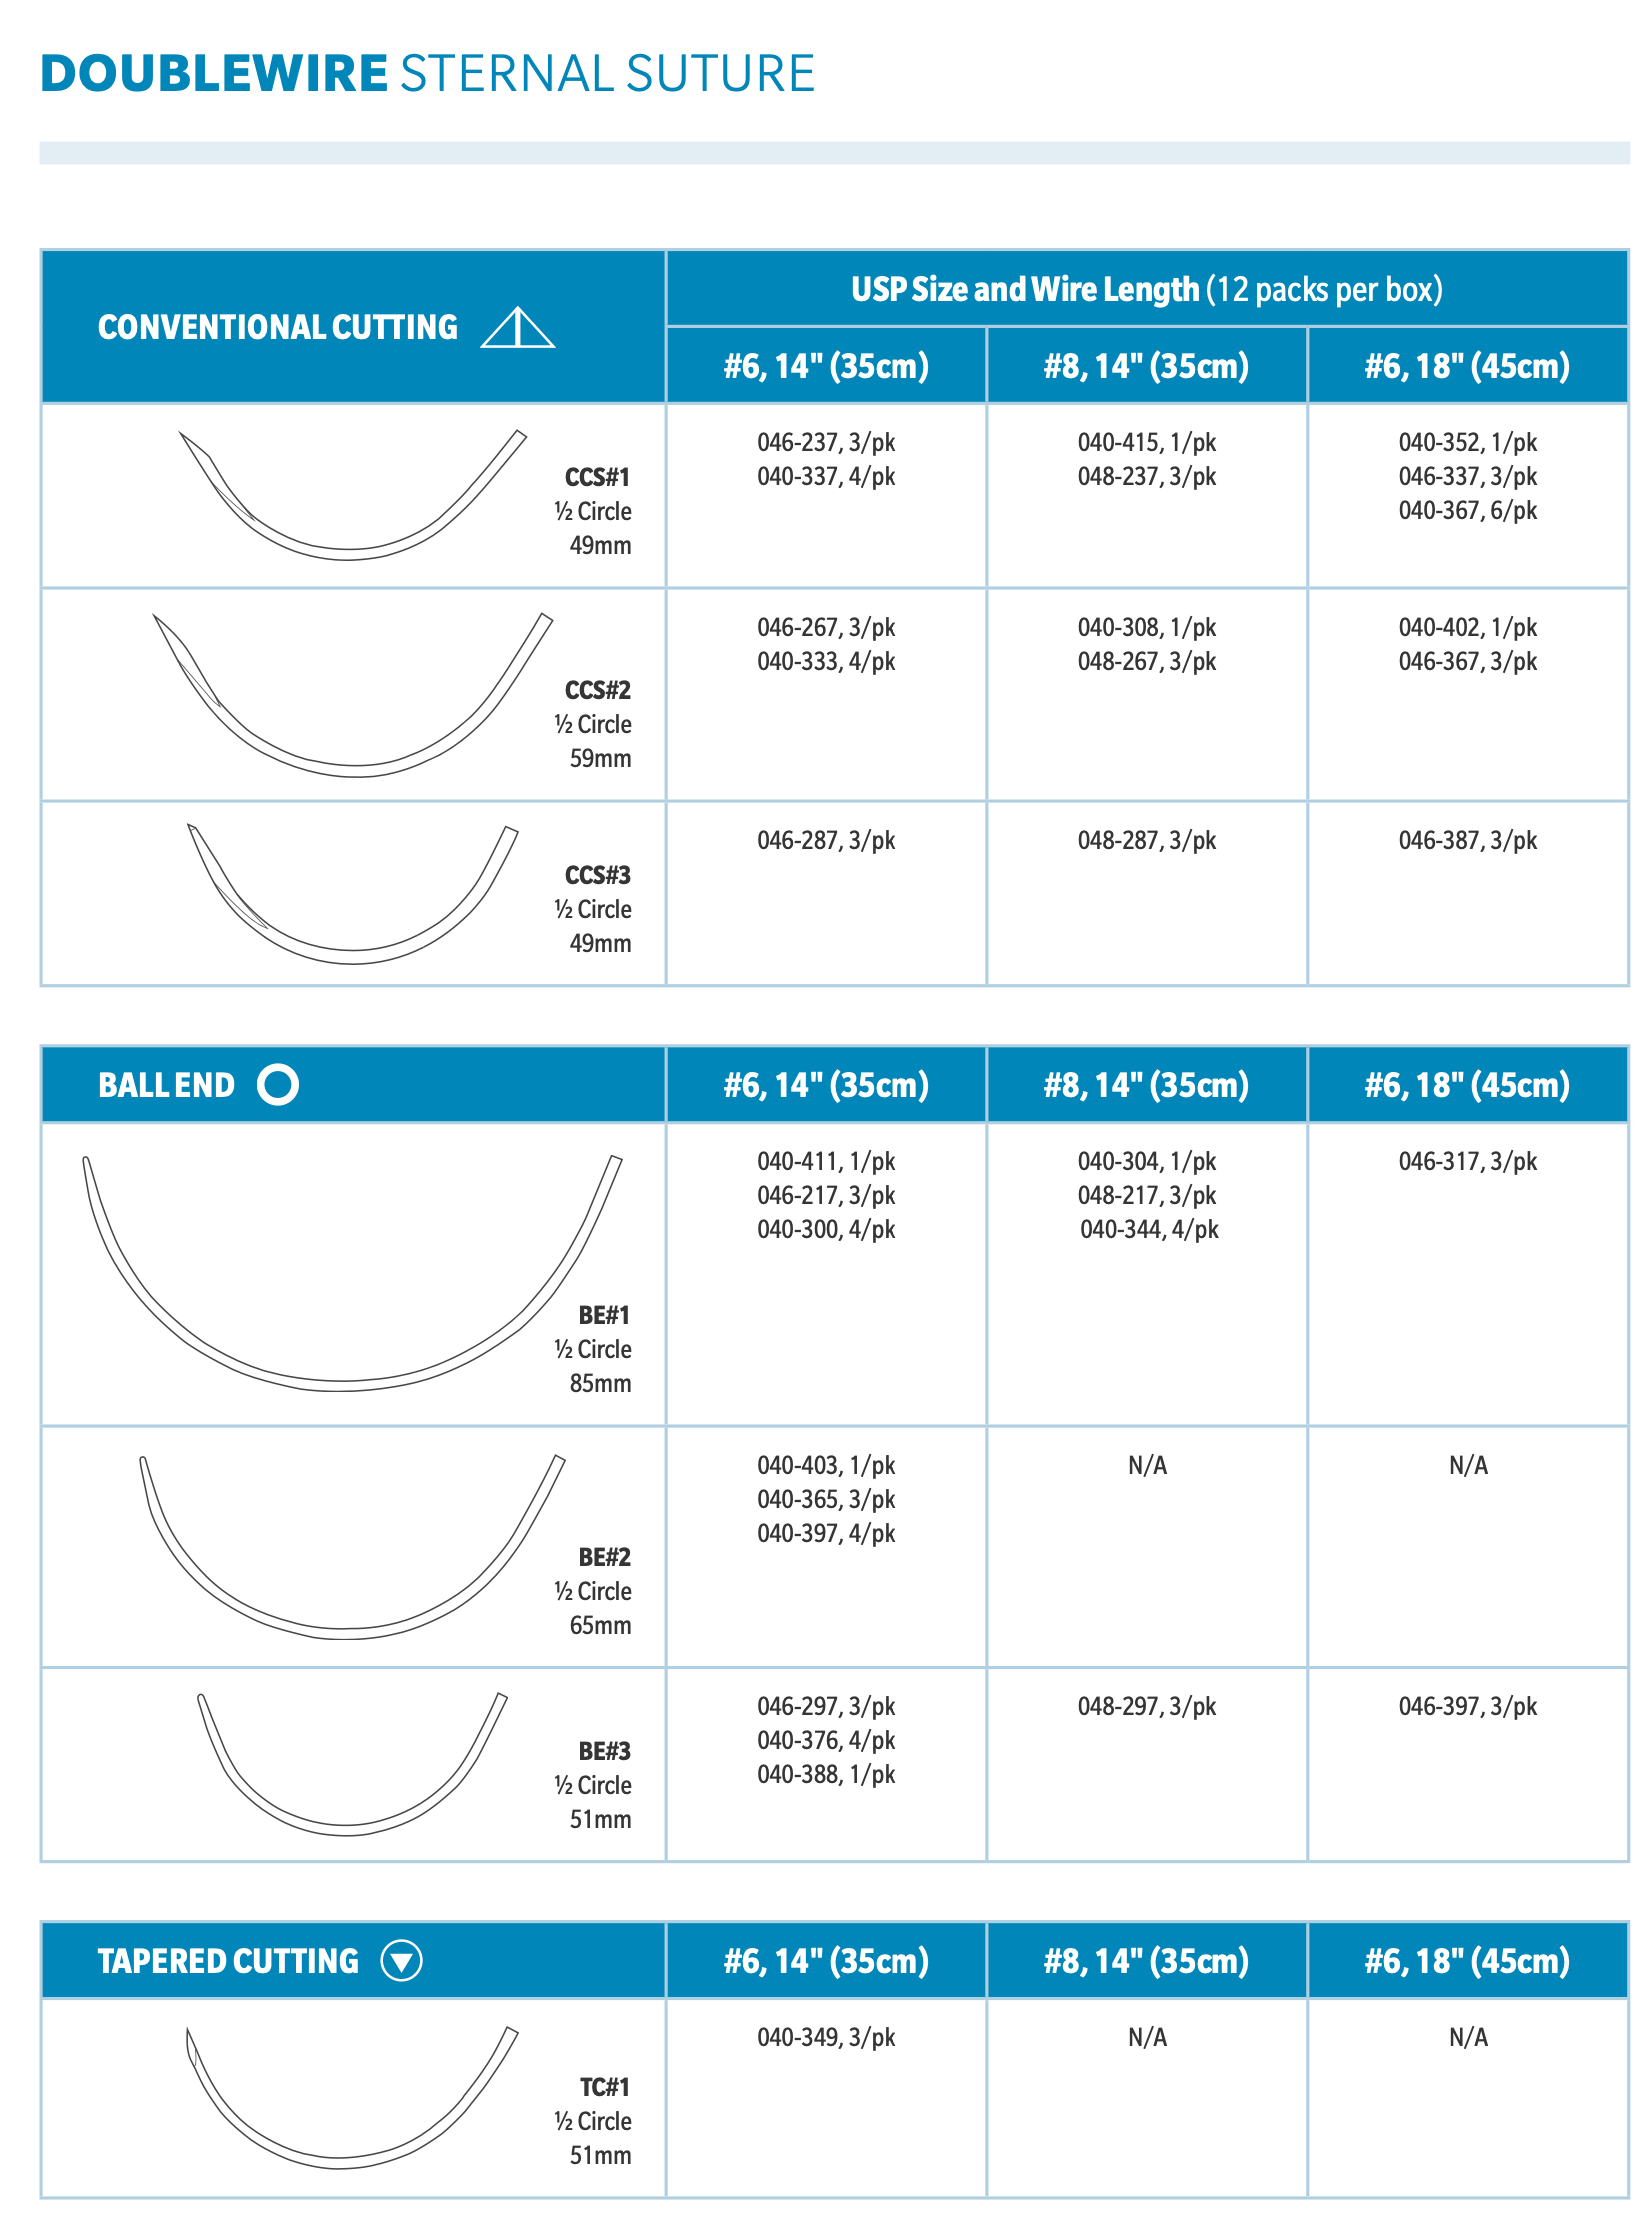 DOUBLEWIRE STERNAL SUTURE
CONVENTIONAL CUTTING
USP Size and Wire Length (12 packs per box)
#6, 14" (35cm)
#8, 14" (35cm)
#6, 18" (45cm)
CCS#1
½ Circle
49mm
046-237, 3/pk
040-337, 4/pk
040-415, 1/pk
048-237, 3/pk
040-352, 1/pk
046-337, 3/pk
040-367, 6/pk
CCS#2
½ Circle
59mm
046-267, 3/pk
040-333, 4/pk
040-308, 1/pk
048-267, 3/pk
040-402, 1/pk
046-367, 3/pk
CCS#3
½ Circle
49mm
046-287, 3/pk
048-287, 3/pk
046-387, 3/pk
BALL END
#6, 14" (35cm)
#8, 14" (35cm)
#6, 18" (45cm)
BE#1
½ Circle
85mm
040-411, 1/pk
046-217, 3/pk
040-300, 4/pk
040-304, 1/pk
048-217, 3/pk
040-344, 4/pk
046-317, 3/pk
BE#2
½ Circle
65mm
040-403, 1/pk
040-365, 3/pk
040-397, 4/pk
N/A
N/A
BE#3
½ Circle
51mm
046-297, 3/pk
040-376, 4/pk
040-388, 1/pk
048-297, 3/pk
046-397, 3/pk
TAPERED CUTTING
#6, 14" (35cm)
#8, 14" (35cm)
#6, 18" (45cm)
TC#1
½ Circle
51mm
040-349, 3/pk
N/A
N/A